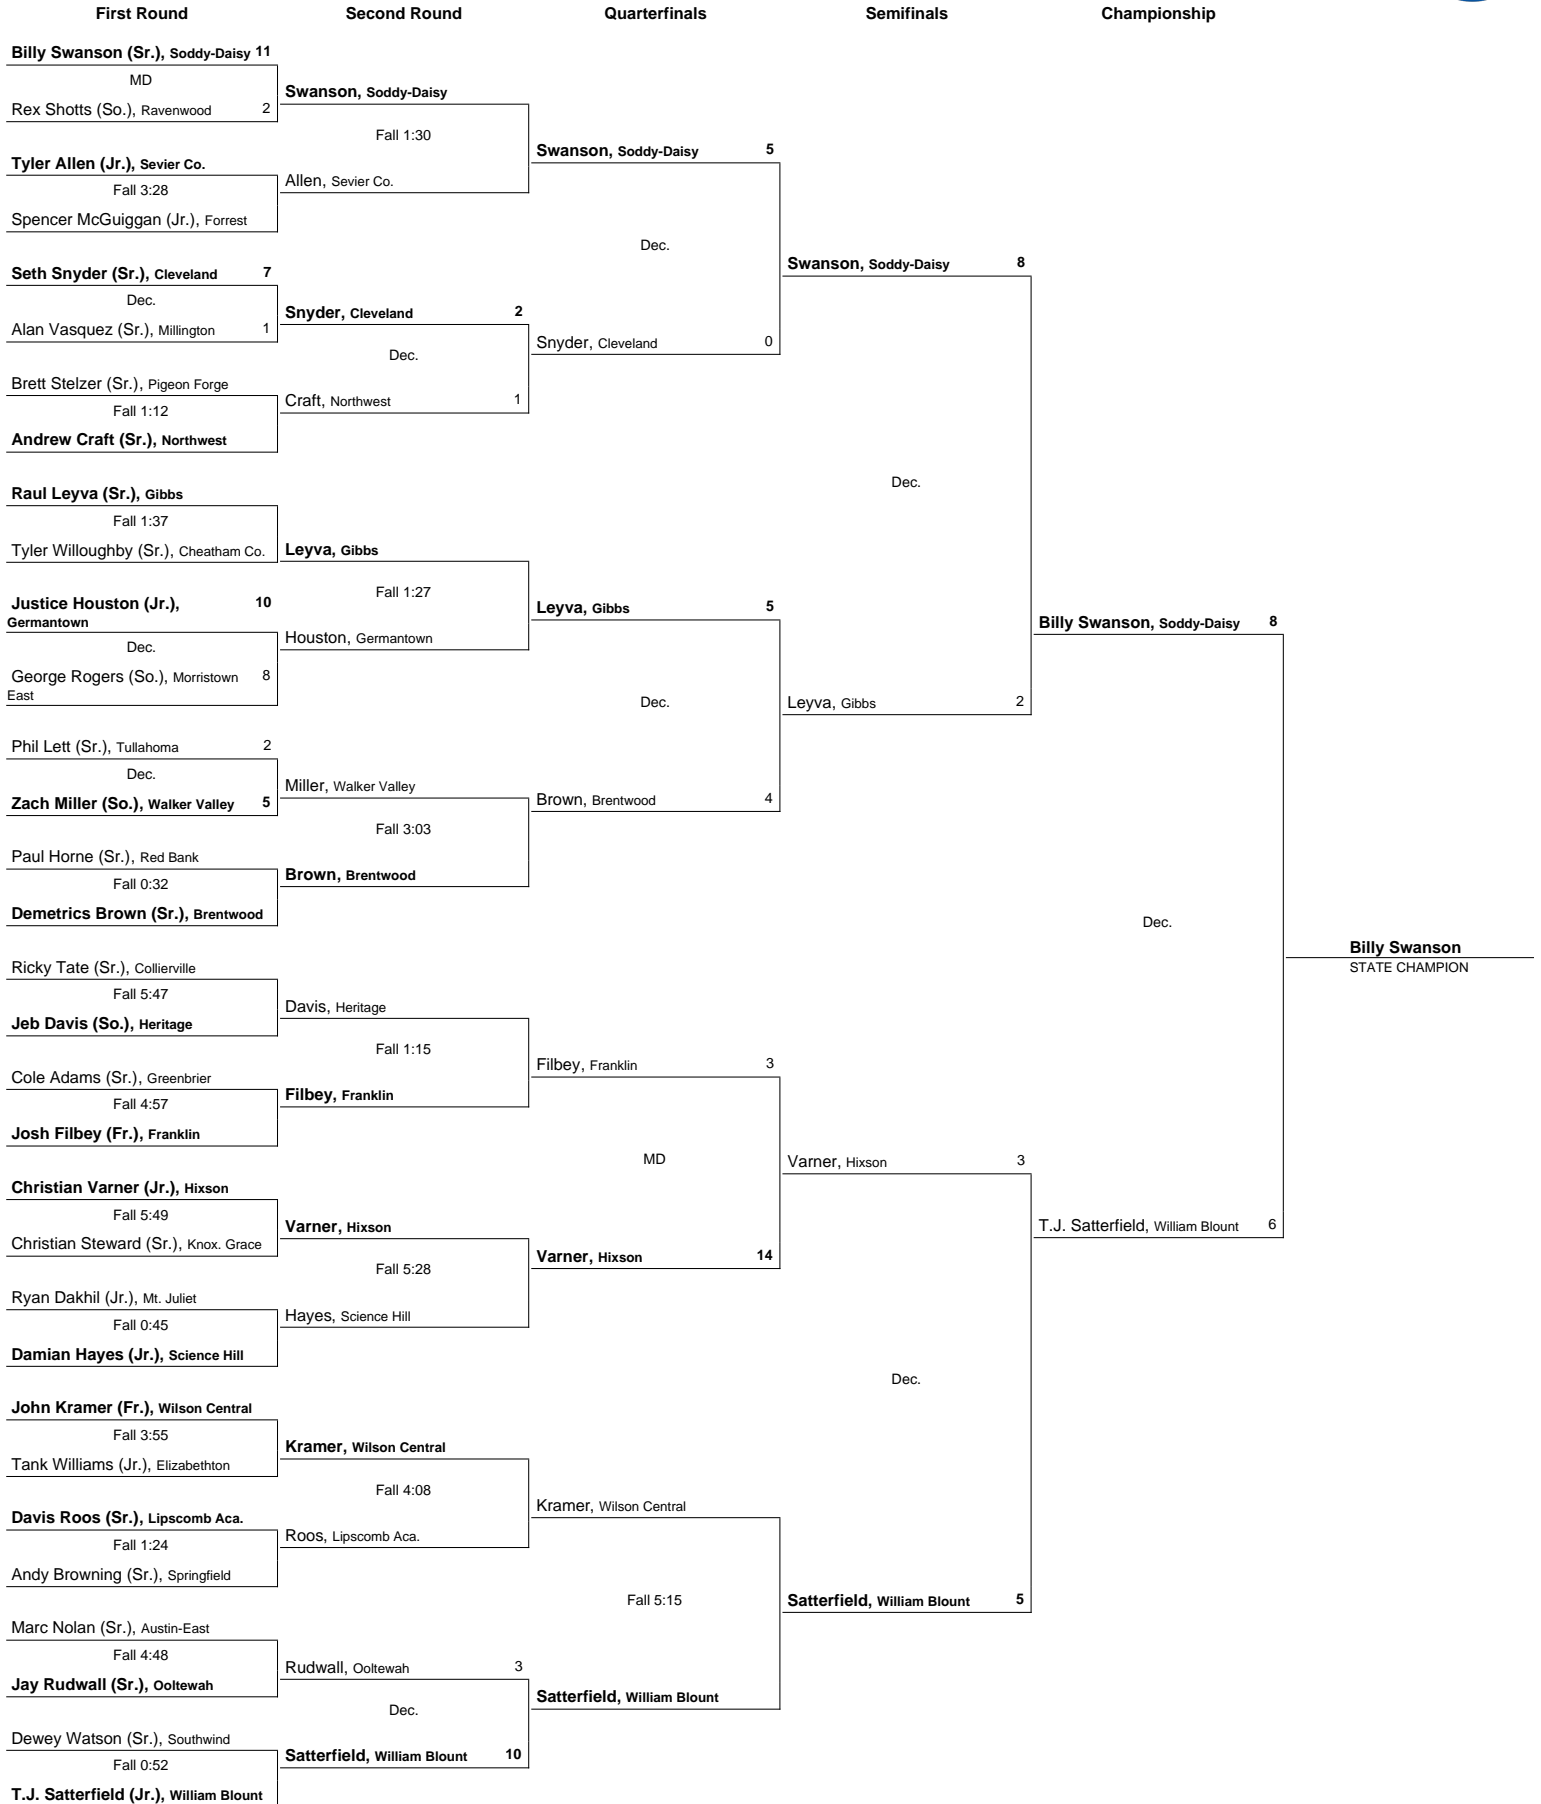 First Round Second Round Quarterfinals Semifinals Championship
Billy Swanson (Sr.), Soddy-Daisy 11
MD
Rex Shotts (So.), Ravenwood 2
Tyler Allen (Jr.), Sevier Co.
Fall 3:28
Spencer McGuiggan (Jr.), Forrest
Seth Snyder (Sr.), Cleveland 7
Dec.
Alan Vasquez (Sr.), Millington 1
Brett Stelzer (Sr.), Pigeon Forge
Fall 1:12
Andrew Craft (Sr.), Northwest
Raul Leyva (Sr.), Gibbs
Fall 1:37
Tyler Willoughby (Sr.), Cheatham Co.
Justice Houston (Jr.), 10
Germantown
Dec.
George Rogers (So.), Morristown 8
East
Phil Lett (Sr.), Tullahoma 2
Dec.
Zach Miller (So.), Walker Valley 5
Paul Horne (Sr.), Red Bank
Fall 0:32
Demetrics Brown (Sr.), Brentwood
Ricky Tate (Sr.), Collierville
Fall 5:47
Jeb Davis (So.), Heritage
Cole Adams (Sr.), Greenbrier
Fall 4:57
Josh Filbey (Fr.), Franklin
Christian Varner (Jr.), Hixson
Fall 5:49
Christian Steward (Sr.), Knox. Grace
Ryan Dakhil (Jr.), Mt. Juliet
Fall 0:45
Damian Hayes (Jr.), Science Hill
John Kramer (Fr.), Wilson Central
Fall 3:55
Tank Williams (Jr.), Elizabethton
Davis Roos (Sr.), Lipscomb Aca.
Fall 1:24
Andy Browning (Sr.), Springfield
Marc Nolan (Sr.), Austin-East
Fall 4:48
Jay Rudwall (Sr.), Ooltewah
Dewey Watson (Sr.), Southwind
Fall 0:52
T.J. Satterfield (Jr.), William Blount
Swanson, Soddy-Daisy
Fall 1:30
Allen, Sevier Co.
Snyder, Cleveland 2
Dec.
Craft, Northwest 1
Leyva, Gibbs
Fall 1:27
Houston, Germantown
Miller, Walker Valley
Fall 3:03
Brown, Brentwood
Davis, Heritage
Fall 1:15
Filbey, Franklin
Varner, Hixson
Fall 5:28
Hayes, Science Hill
Kramer, Wilson Central
Fall 4:08
Roos, Lipscomb Aca.
Rudwall, Ooltewah 3
Dec.
Satterfield, William Blount 10
Swanson, Soddy-Daisy 5
Dec.
Snyder, Cleveland 0
Leyva, Gibbs 5
Dec.
Brown, Brentwood 4
Filbey, Franklin 3
MD
Varner, Hixson 14
Kramer, Wilson Central
Fall 5:15
Satterfield, William Blount
Swanson, Soddy-Daisy 8
Dec.
Leyva, Gibbs 2
Varner, Hixson 3
Dec.
Satterfield, William Blount 5
Billy Swanson, Soddy-Daisy 8
Dec.
T.J. Satterfield, William Blount 6
Billy Swanson
STATE CHAMPION